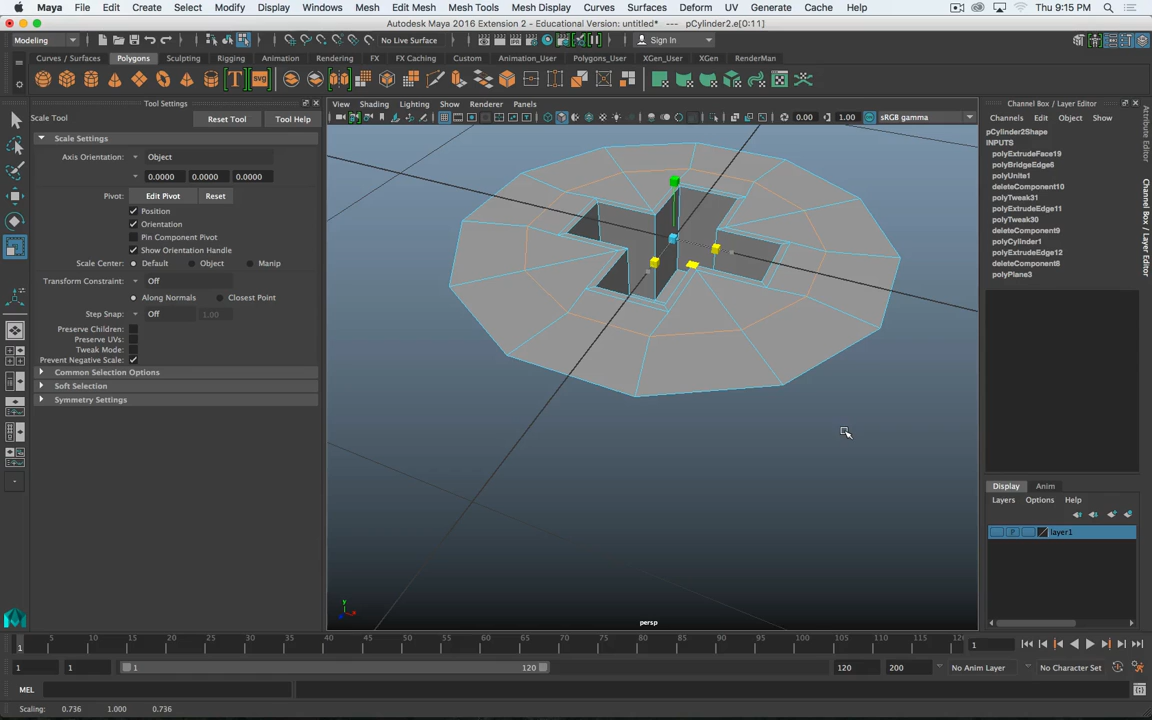 Maya File Edit Create Select Modify Display Windows Mesh Edit Mesh Mesh Tools Mesh Display Curves Surfaces Deform UV Generate Cache Help Thu 9:15 PM
Autodesk Maya 2016 Extension 2 - Educational Version: untitled* --- pCylinder2.e[0:11]
Modeling No Live Surface Sign In
Curves / Surfaces Polygons Sculpting Rigging Animation Rendering FX FX Caching Custom Animation_User Polygons_User XGen_User XGen RenderMan
Tool Settings
Scale Tool Reset Tool Tool Help
Scale Settings
Axis Orientation: Object
0.0000 0.0000 0.0000
Pivot: Edit Pivot Reset
Position
Orientation
Pin Component Pivot
Show Orientation Handle
Scale Center: Default Object Manip
Transform Constraint: Off
Along Normals Closest Point
Step Snap: Off 1.00
Preserve Children:
Preserve UVs:
Tweak Mode:
Prevent Negative Scale:
Common Selection Options
Soft Selection
Symmetry Settings
View Shading Lighting Show Renderer Panels
0.00 1.00 sRGB gamma
persp
Channel Box / Layer Editor
Channels Edit Object Show
pCylinder2Shape
INPUTS
polyExtrudeFace19
polyBridgeEdge6
polyUnite1
deleteComponent10
polyTweak31
polyExtrudeEdge11
polyTweak30
deleteComponent9
polyCylinder1
polyExtrudeEdge12
deleteComponent8
polyPlane3
Attribute Editor
Channel Box / Layer Editor
Display Anim
Layers Options Help
P layer1
1 5 10 15 20 25 30 35 40 45 50 55 60 65 70 75 80 85 90 95 100 105 110 115 120 1
1 1 1 120 120 200 No Anim Layer No Character Set
MEL
Scaling: 0.736 1.000 0.736